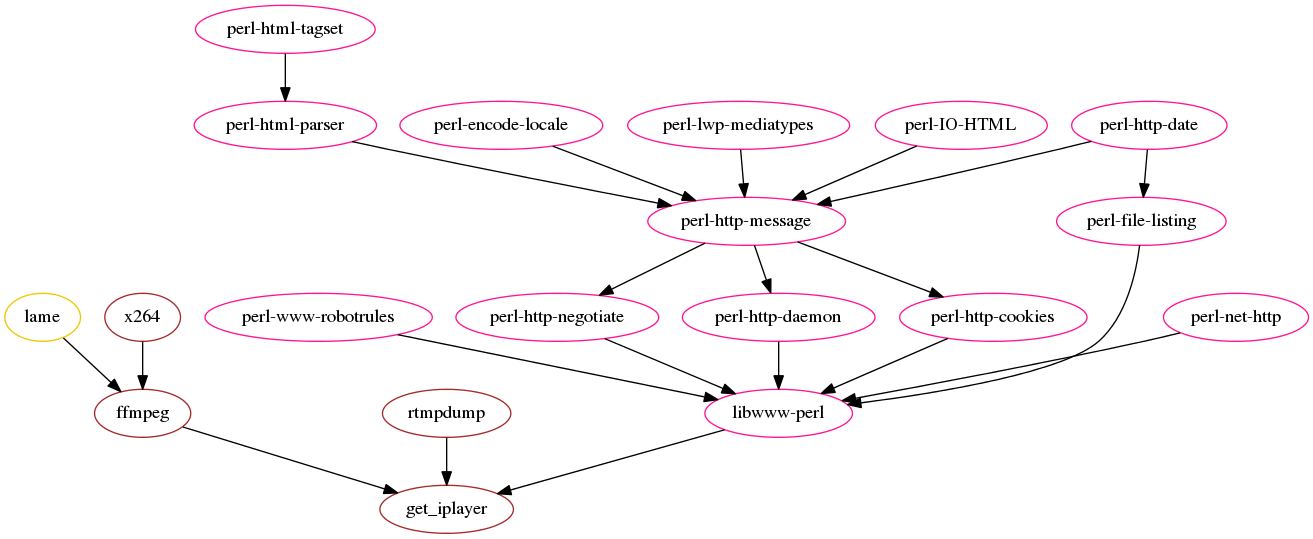 perl-html-tagset
perl-html-parser
perl-encode-locale
perl-lwp-mediatypes
perl-IO-HTML
perl-http-date
perl-http-message
perl-file-listing
lame
x264
perl-www-robotrules
perl-http-negotiate
perl-http-daemon
perl-http-cookies
perl-net-http
ffmpeg
rtmpdump
libwww-perl
get_iplayer